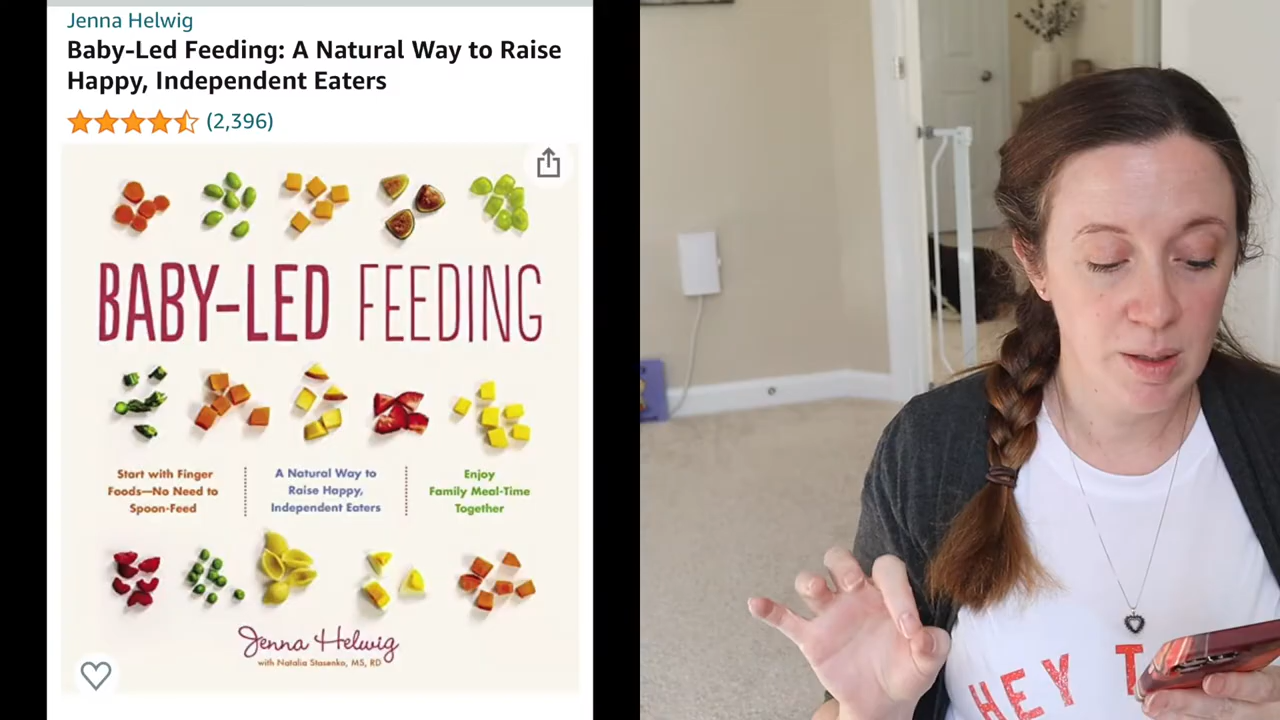 Jenna Helwig
Baby-Led Feeding: A Natural Way to Raise
Happy, Independent Eaters
(2,396)
BABY-LED FEEDING
Start with Finger
Foods—No Need to
Spoon-Feed
A Natural Way to
Raise Happy,
Independent Eaters
Enjoy
Family Meal-Time
Together
Jenna Helwig
with Natalia Stasenko, MS, RD
HEY T